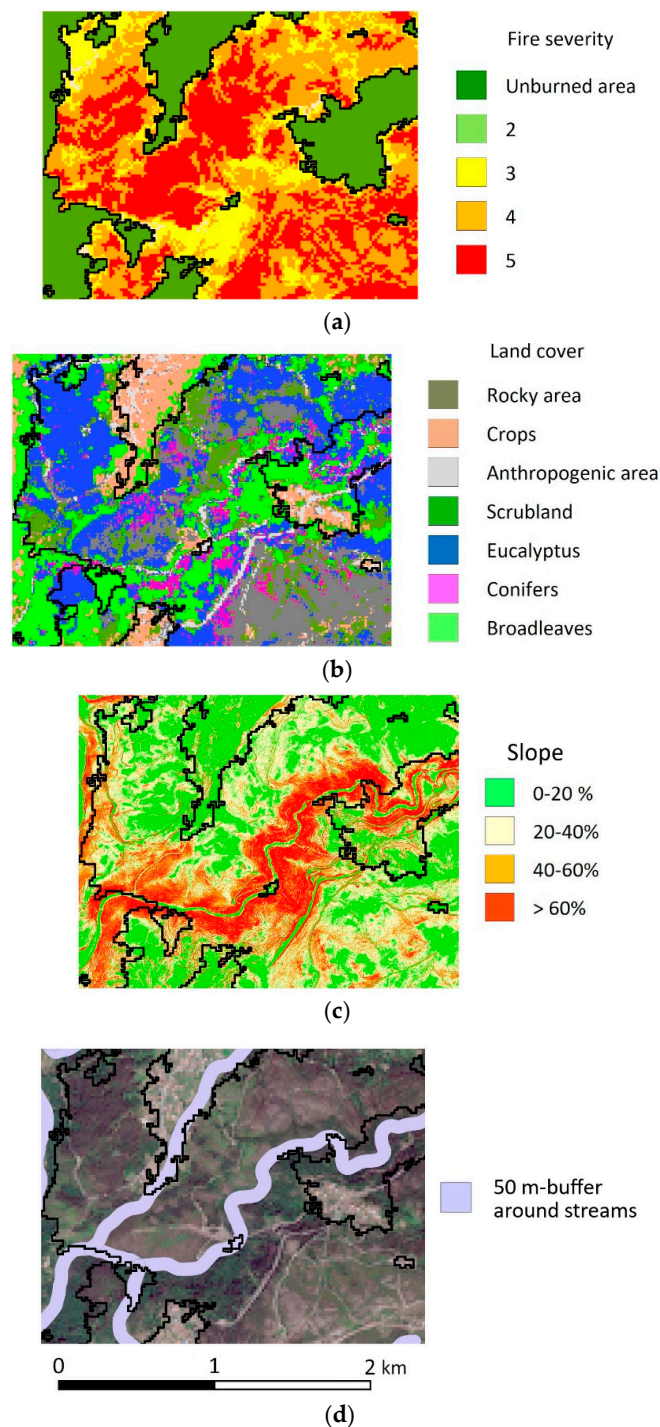 Fire severity
Unburned area
2
3
4
5
(a)
Land cover
Rocky area
Crops
Anthropogenic area
Scrubland
Eucalyptus
Conifers
Broadleaves
(b)
Slope
0-20 %
20-40%
40-60%
> 60%
(c)
50 m-buffer
around streams
0 1 2 km
(d)